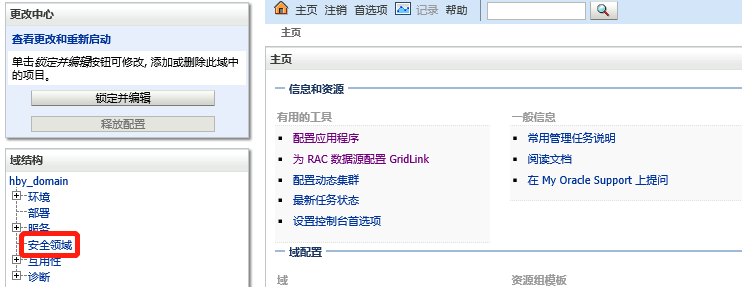 更改中心
查看更改和重新启动
单击锁定并编辑按钮可修改, 添加或删除此域中
的项目。
锁定并编辑
释放配置
域结构
hby_domain
环境
部署
服务
安全领域
互用性
诊断
主页 注销 首选项 记录 帮助
主页
主页
信息和资源
有用的工具
配置应用程序
为 RAC 数据源配置 GridLink
配置动态集群
最新任务状态
设置控制台首选项
一般信息
常用管理任务说明
阅读文档
在 My Oracle Support 上提问
域配置
域
资源组模板